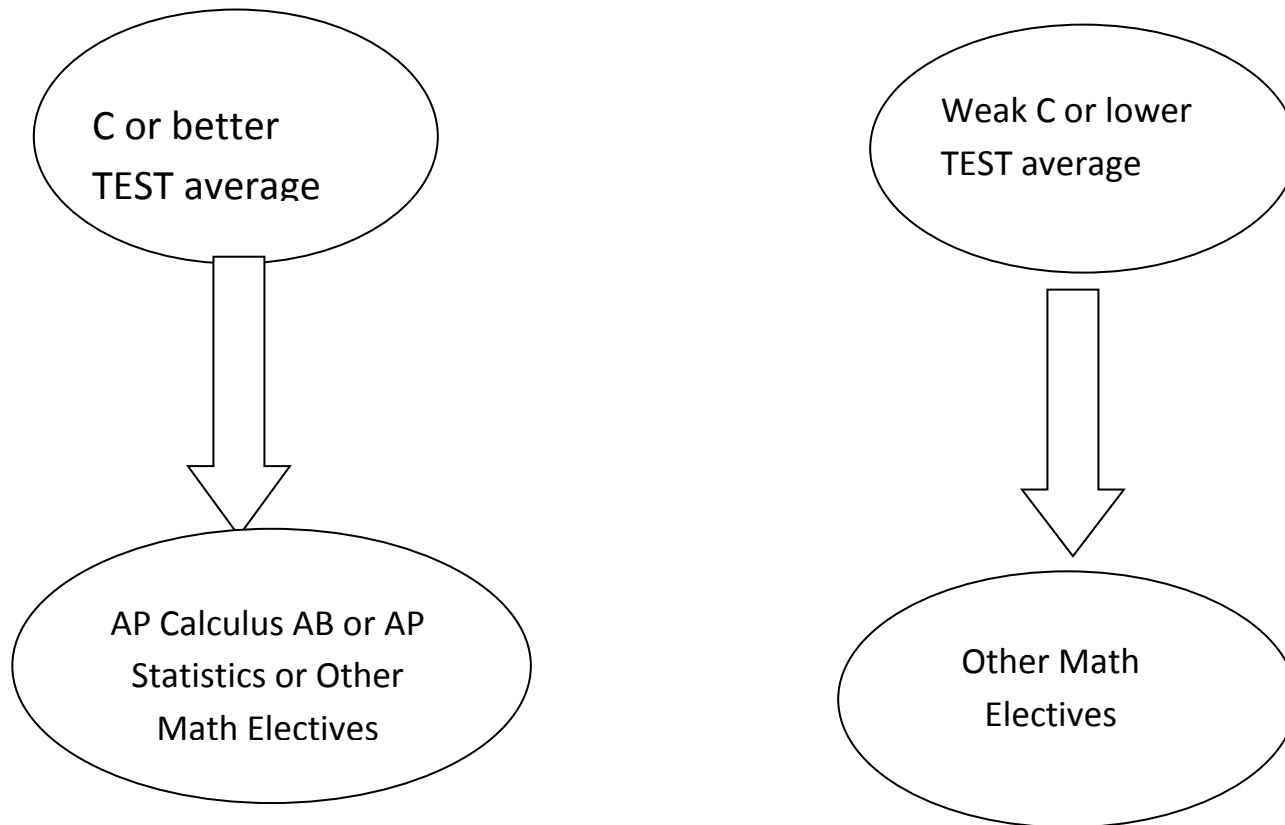 C or better
TEST average
Weak C or lower
TEST average
AP Calculus AB or AP
Statistics or Other
Math Electives
Other Math
Electives